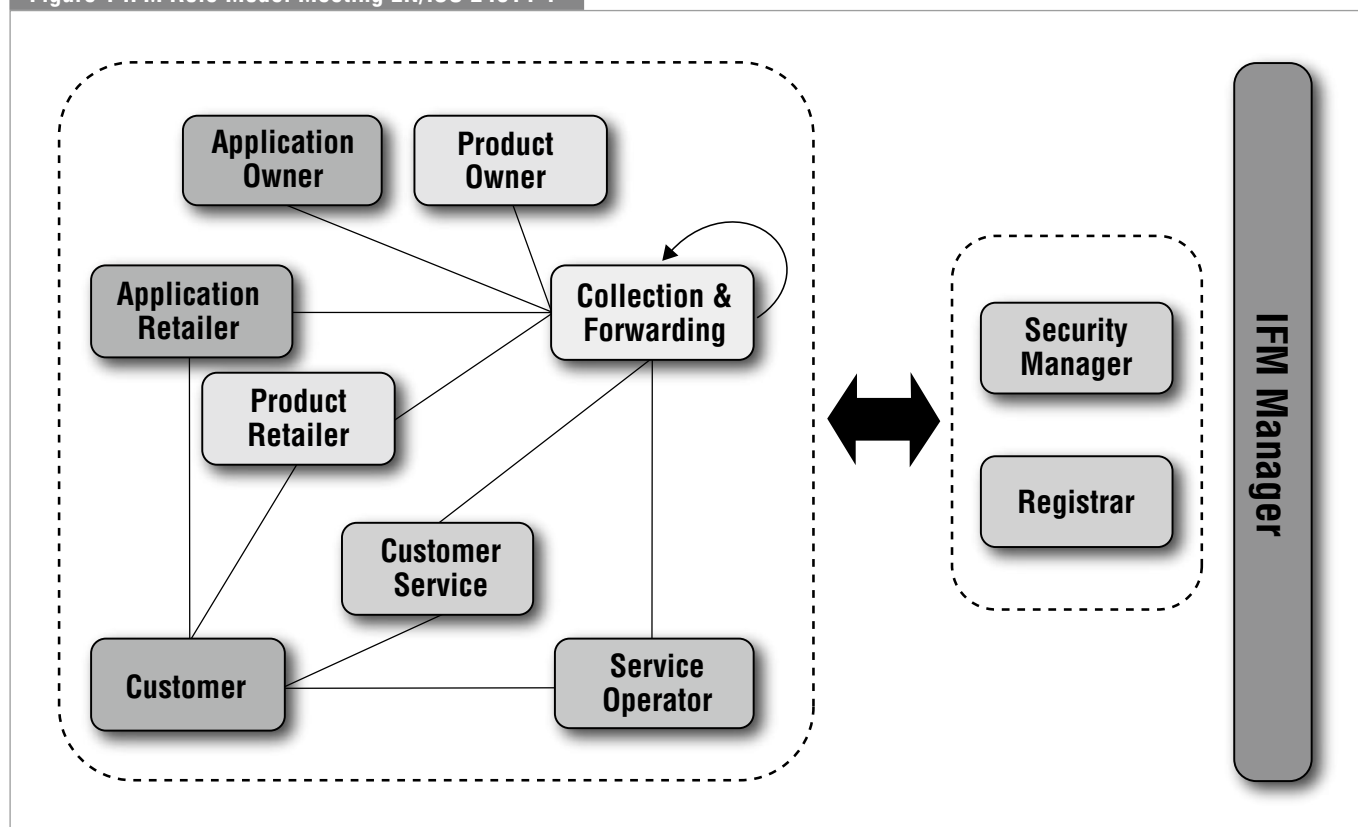 Application
Owner
Product
Owner
Application
Retailer
Collection &
Forwarding
Product
Retailer
Customer
Service
Customer
Service
Operator
Security
Manager
Registrar
IFM Manager